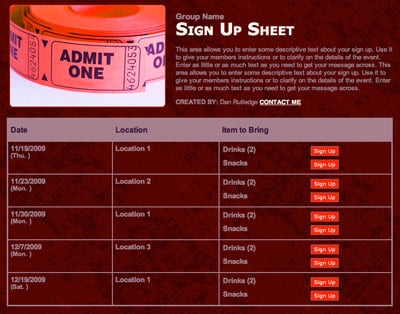 ADMIT
ONE
ADMIT
ONE
224053
224051
Group Name
SIGN UP SHEET
This area allows you to enter some descriptive text about your sign up. Use it
to give your members instructions or to clarify on the details of the event.
Enter as little or as much text as you need to get your message across. This
area allows you to enter some descriptive text about your sign up. Use it to
give your members instructions or to clarify on the details of the event. Enter
as little or as much text as you need to get your message across.
CREATED BY: Dan Rutledge CONTACT ME
Date Location Item to Bring
11/19/2009 Location 1 Drinks (2) Sign Up
(Thu. )
Snacks Sign Up
11/23/2009 Location 2 Drinks (2) Sign Up
(Mon. )
Snacks Sign Up
11/30/2009 Location 1 Drinks (2) Sign Up
(Mon. )
Snacks Sign Up
12/7/2009 Location 3 Drinks (2) Sign Up
(Mon. )
Snacks Sign Up
12/19/2009 Location 1 Drinks (2) Sign Up
(Sat. )
Snacks Sign Up